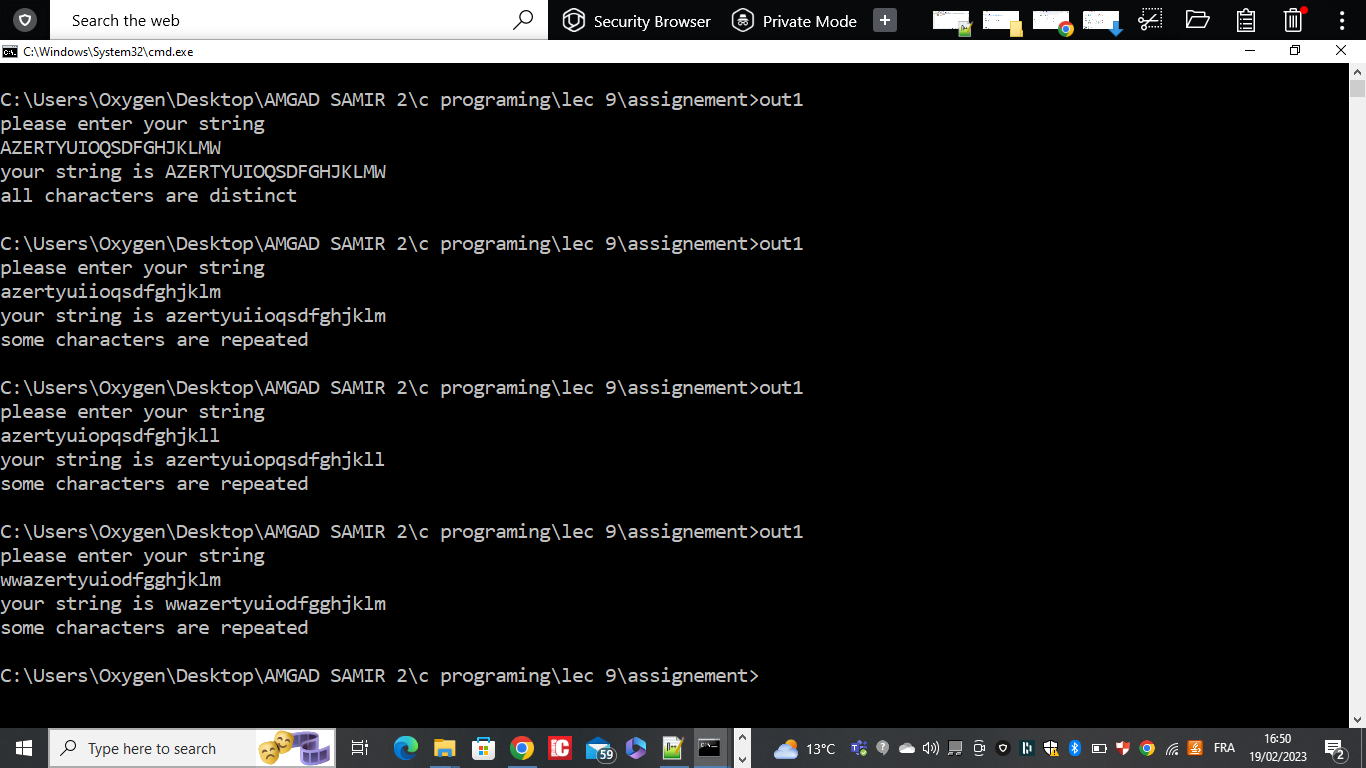 Search the web
Security Browser
Private Mode
C:\Windows\System32\cmd.exe
C:\Users\Oxygen\Desktop\AMGAD SAMIR 2\c programing\lec 9\assignement>out1
please enter your string
AZERTYUIOQSDFGHJKLMW
your string is AZERTYUIOQSDFGHJKLMW
all characters are distinct
C:\Users\Oxygen\Desktop\AMGAD SAMIR 2\c programing\lec 9\assignement>out1
please enter your string
azertyuiioqsdfghjklm
your string is azertyuiioqsdfghjklm
some characters are repeated
C:\Users\Oxygen\Desktop\AMGAD SAMIR 2\c programing\lec 9\assignement>out1
please enter your string
azertyuiopqsdfghjkll
your string is azertyuiopqsdfghjkll
some characters are repeated
C:\Users\Oxygen\Desktop\AMGAD SAMIR 2\c programing\lec 9\assignement>out1
please enter your string
wwazertyuiodfgghjklm
your string is wwazertyuiodfgghjklm
some characters are repeated
C:\Users\Oxygen\Desktop\AMGAD SAMIR 2\c programing\lec 9\assignement>
Type here to search
59
13°C
FRA
16:50
19/02/2023
2